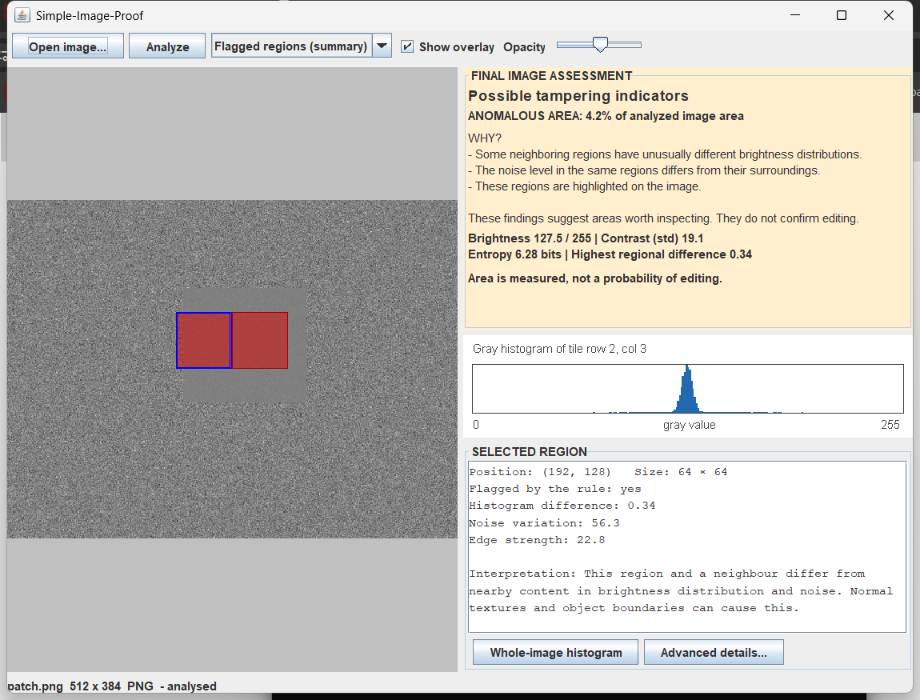 Simple-Image-Proof
Open image...
Analyze
Flagged regions (summary)
Show overlay
Opacity
FINAL IMAGE ASSESSMENT
Possible tampering indicators
ANOMALOUS AREA: 4.2% of analyzed image area
WHY?
- Some neighboring regions have unusually different brightness distributions.
- The noise level in the same regions differs from their surroundings.
- These regions are highlighted on the image.
These findings suggest areas worth inspecting. They do not confirm editing.
Brightness 127.5 / 255 | Contrast (std) 19.1
Entropy 6.28 bits | Highest regional difference 0.34
Area is measured, not a probability of editing.
Gray histogram of tile row 2, col 3
0
gray value
255
SELECTED REGION
Position: (192, 128) Size: 64 × 64
Flagged by the rule: yes
Histogram difference: 0.34
Noise variation: 56.3
Edge strength: 22.8
Interpretation: This region and a neighbour differ from
nearby content in brightness distribution and noise. Normal
textures and object boundaries can cause this.
Whole-image histogram
Advanced details...
patch.png 512 x 384 PNG - analysed